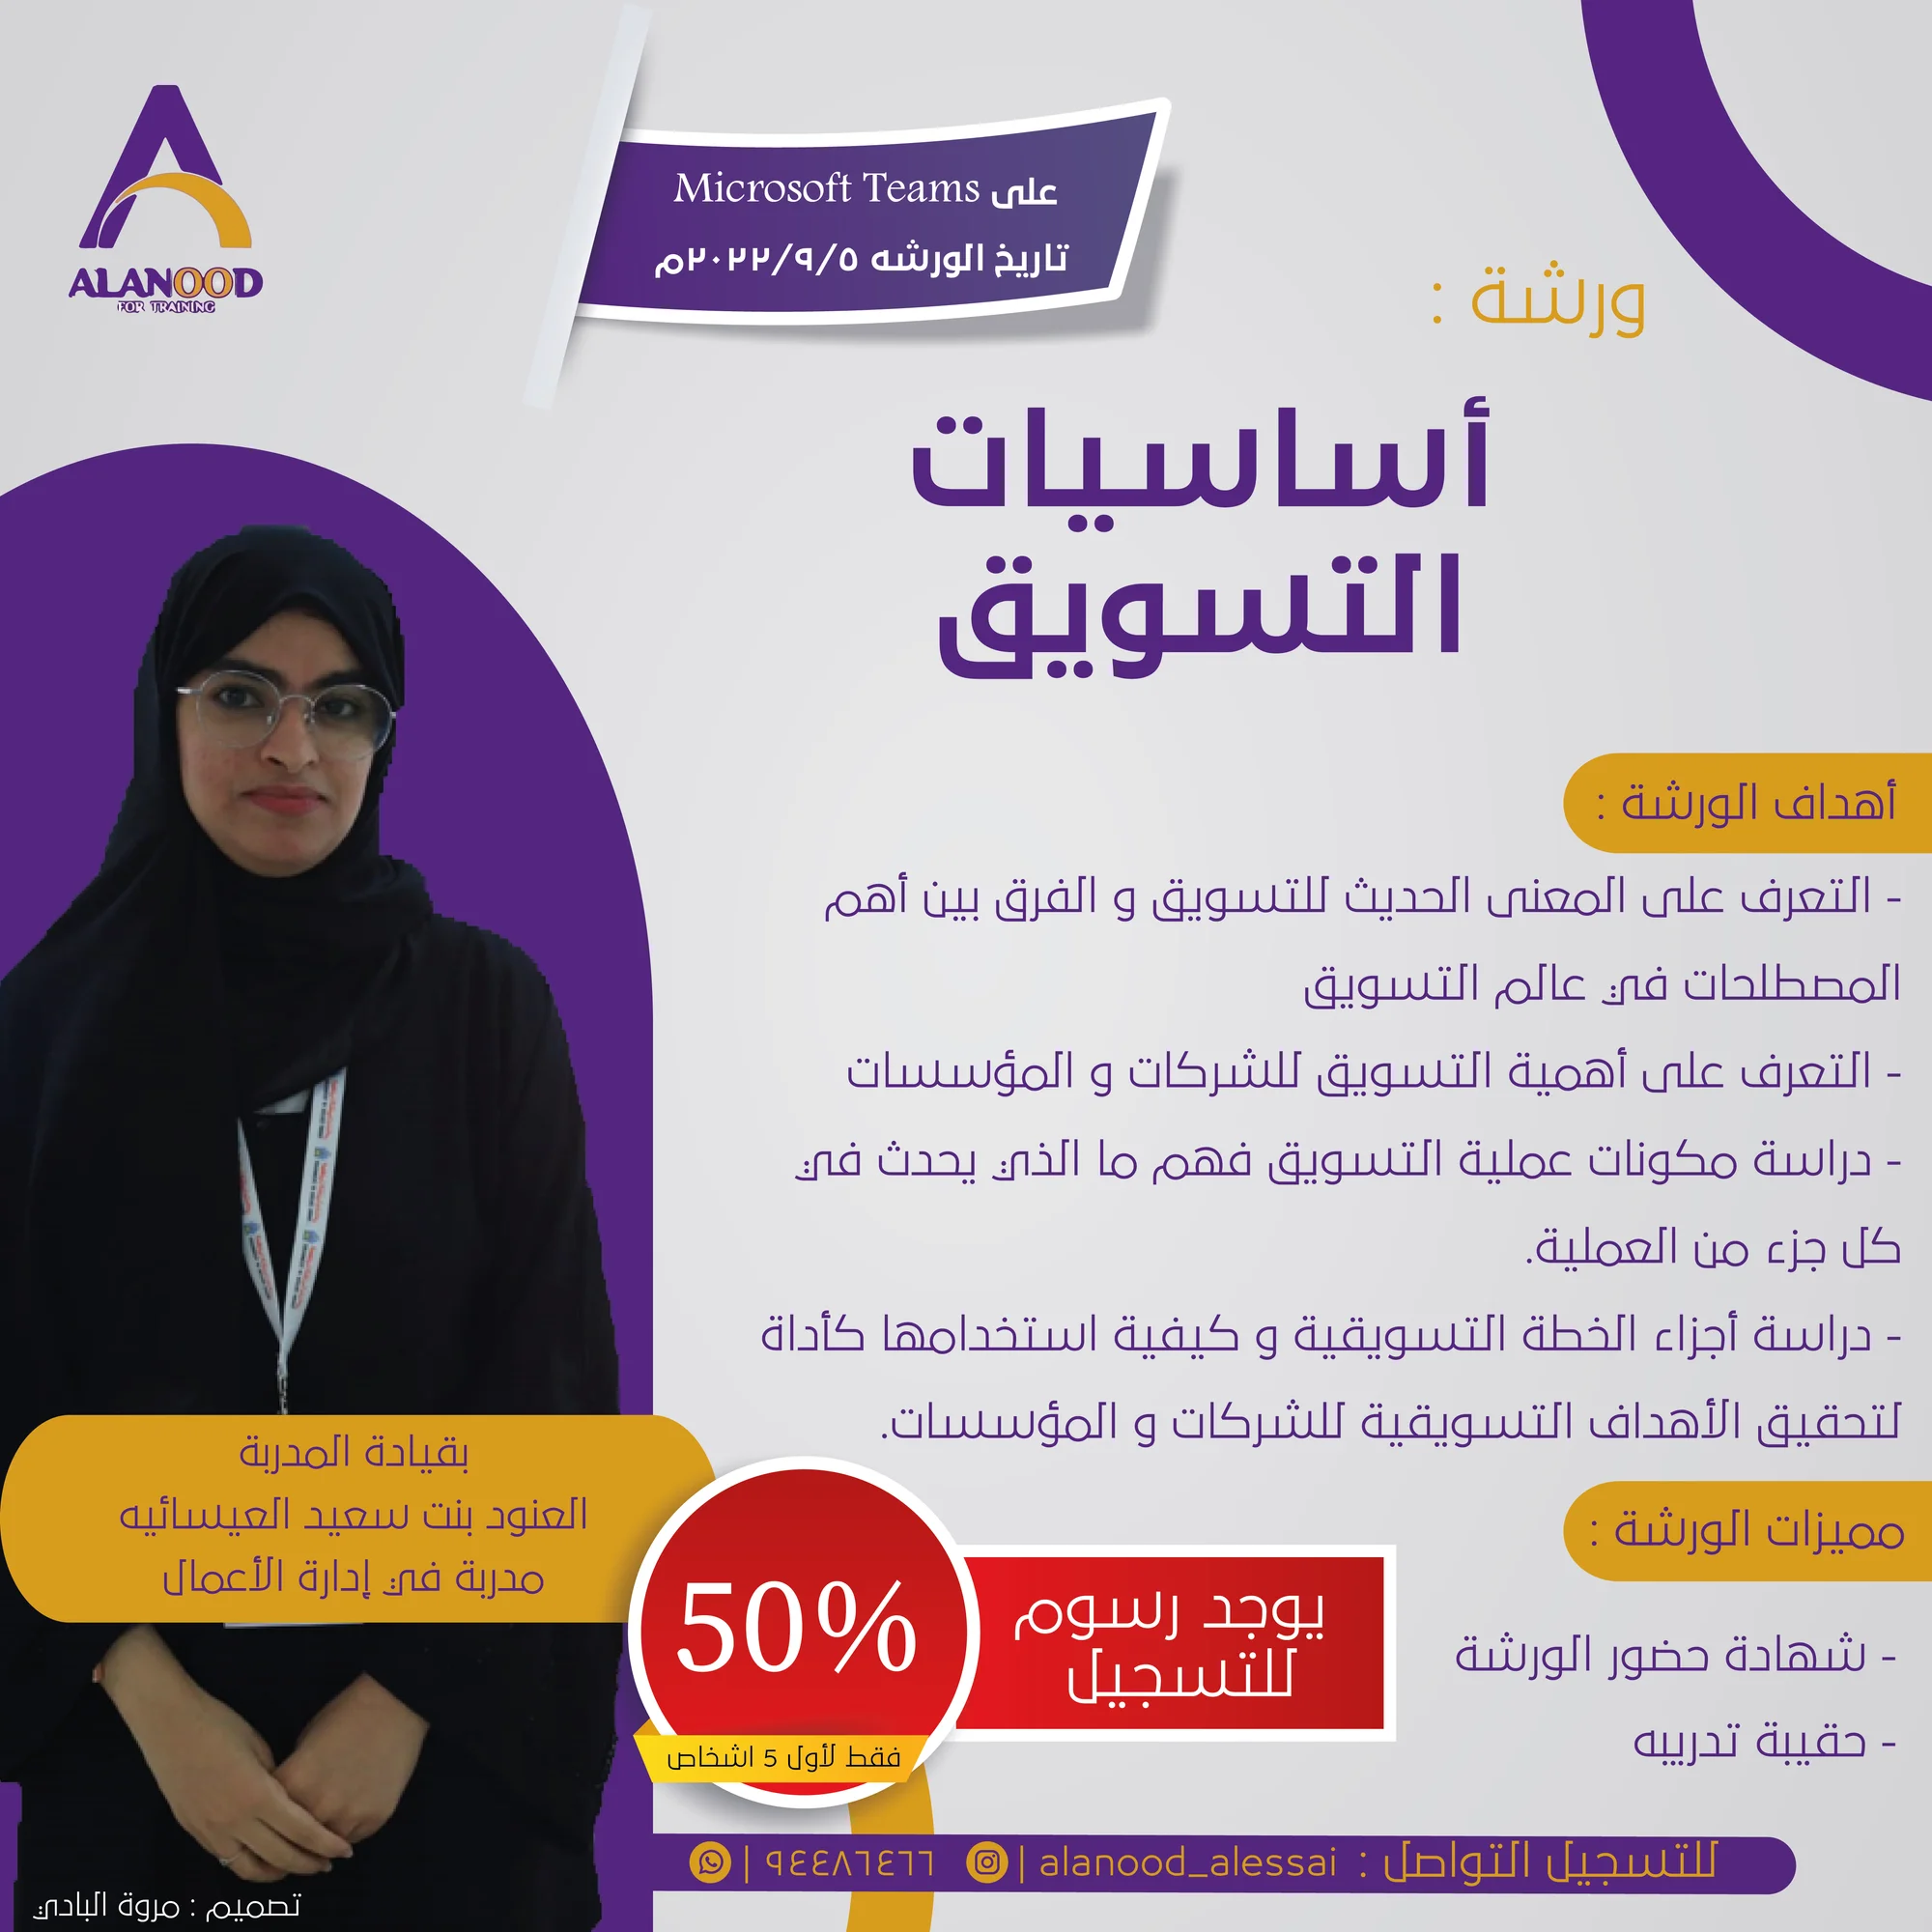 ALANOOD
FOR TRAINING
على Microsoft Teams
تاريخ الورشه ٢٠٢٢/٩/٥م
ورشة :
أساسيات
التسويق
أهداف الورشة :
- التعرف على المعنى الحديث للتسويق و الفرق بين أهم
المصطلحات في عالم التسويق
- التعرف على أهمية التسويق للشركات و المؤسسات
- دراسة مكونات عملية التسويق فهم ما الذي يحدث في
كل جزء من العملية.
- دراسة أجزاء الخطة التسويقية و كيفية استخدامها كأداة
لتحقيق الأهداف التسويقية للشركات و المؤسسات.
بقيادة المدربة
العنود بنت سعيد العيسائيه
مدربة في إدارة الأعمال
مميزات الورشة :
- شهادة حضور الورشة
- حقيبة تدريبه
يوجد رسوم
للتسجيل
50%
فقط لأول 5 اشخاص
للتسجيل التواصل : alanood_alessai | ٩٤٤٨٦٤٦٦ |
تصميم : مروة البادي